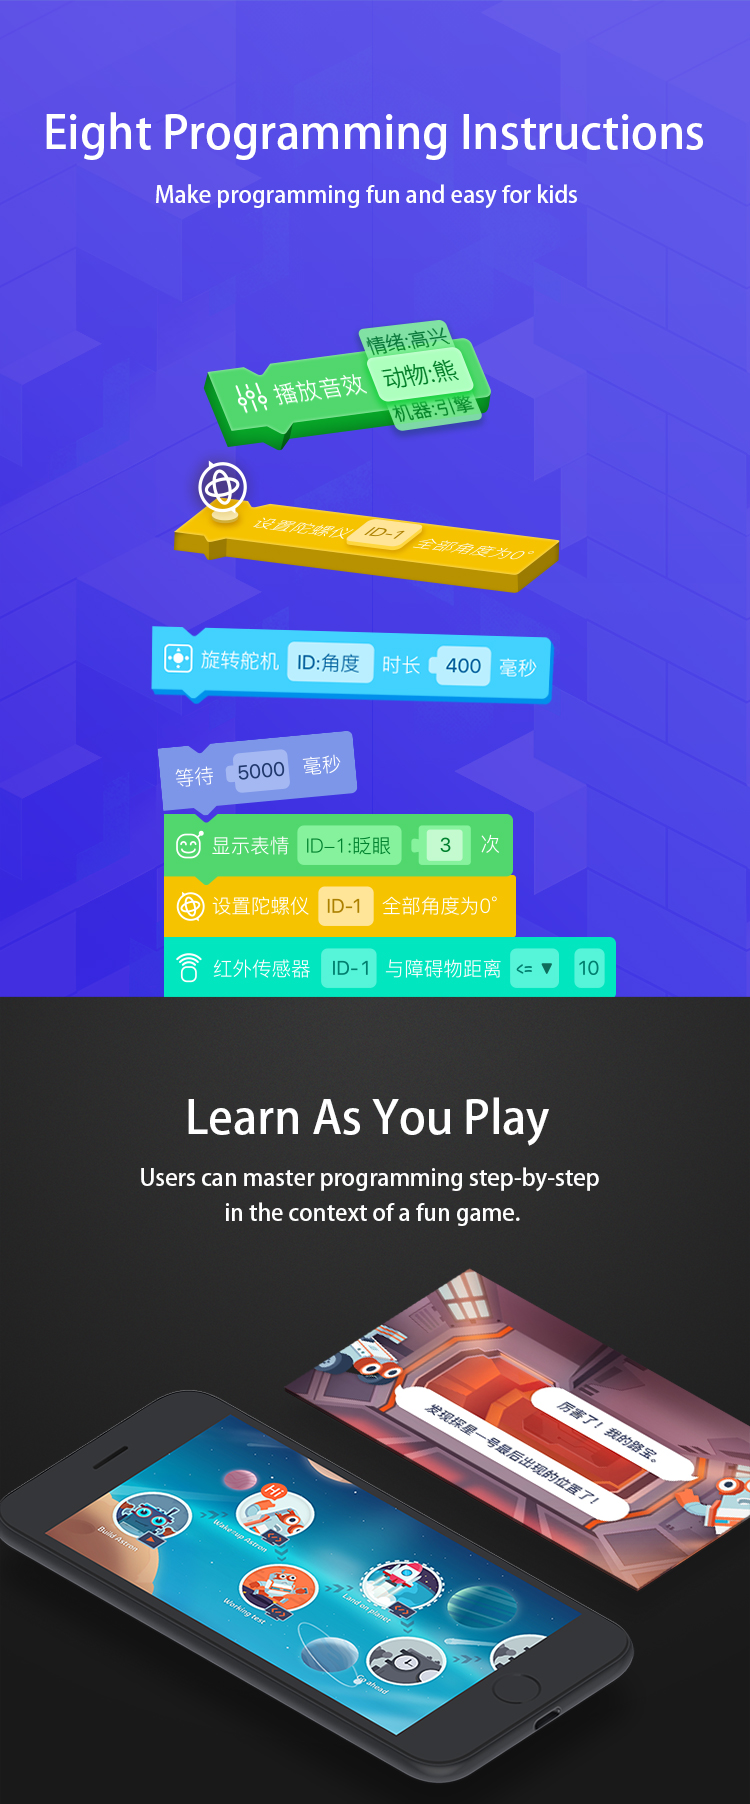 Eight Programming Instructions
Make programming fun and easy for kids
情绪:高兴
播放音效 动物:熊
机器:引擎
设置陀螺仪 ID-1 全部角度为0°
旋转舵机 ID:角度 时长 400 毫秒
等待 5000 毫秒
显示表情 ID-1:眨眼 3 次
设置陀螺仪 ID-1 全部角度为0°
红外传感器 ID-1 与障碍物距离 <= ▼ 10
Learn As You Play
Users can master programming step-by-step
in the context of a fun game.
厉害了！我的路宝。
发现探星一号最后出现的位置了！
Hi
Build Astron
Wake-up Astron
Working test
Land on planet
ahead